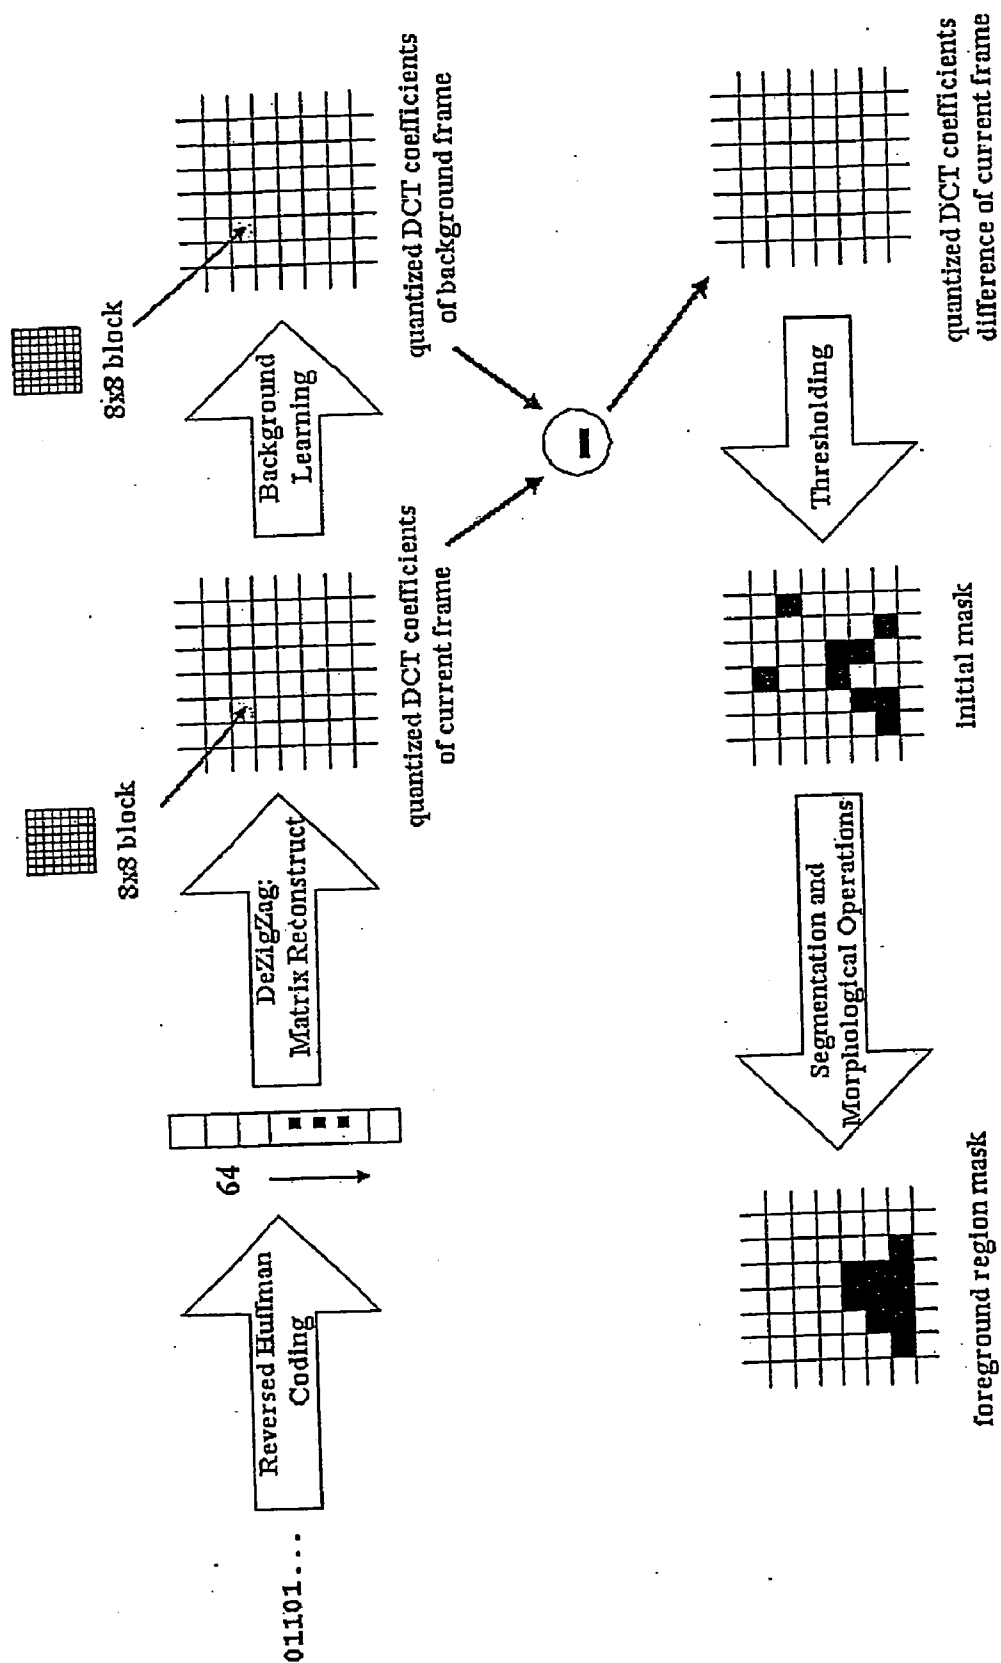 01101...
Reversed Huffman
Coding
64
DeZigZag:
Matrix Reconstruct
8x8 block
quantized DCT coefficients
of current frame
Background
Learning
8x8 block
quantized DCT coefficients
of background frame
quantized DCT coefficients
difference of current frame
Thresholding
initial mask
Segmentation and
Morphological Operations
foreground region mask